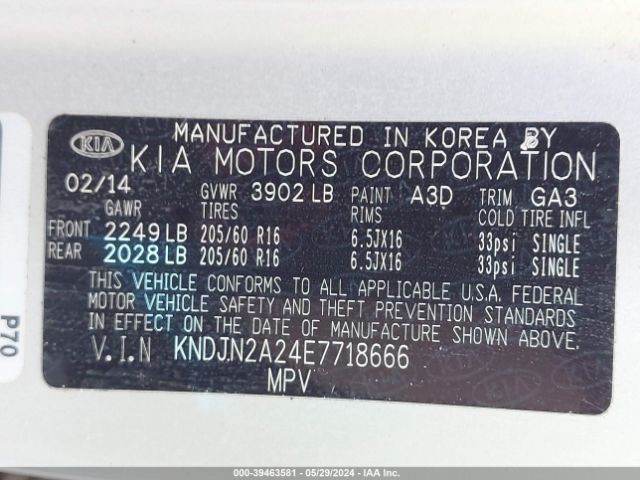 MANUFACTURED IN KOREA BY
KIA KIA MOTORS CORPORATION
02/14 GVWR 3902 LB PAINT A3D TRIM GA3
GAWR TIRES RIMS COLD TIRE INFL
FRONT 2249 LB 205/60 R16 6.5JX16 33psi SINGLE
REAR 2028 LB 205/60 R16 6.5JX16 33psi SINGLE
THIS VEHICLE CONFORMS TO ALL APPLICABLE U.S.A. FEDERAL
MOTOR VEHICLE SAFETY AND THEFT PREVENTION STANDARDS
IN EFFECT ON THE DATE OF MANUFACTURE SHOWN ABOVE.
V.I.N KNDJN2A24E7718666
MPV
P70
000-39463581 - 05/29/2024 - IAA Inc.